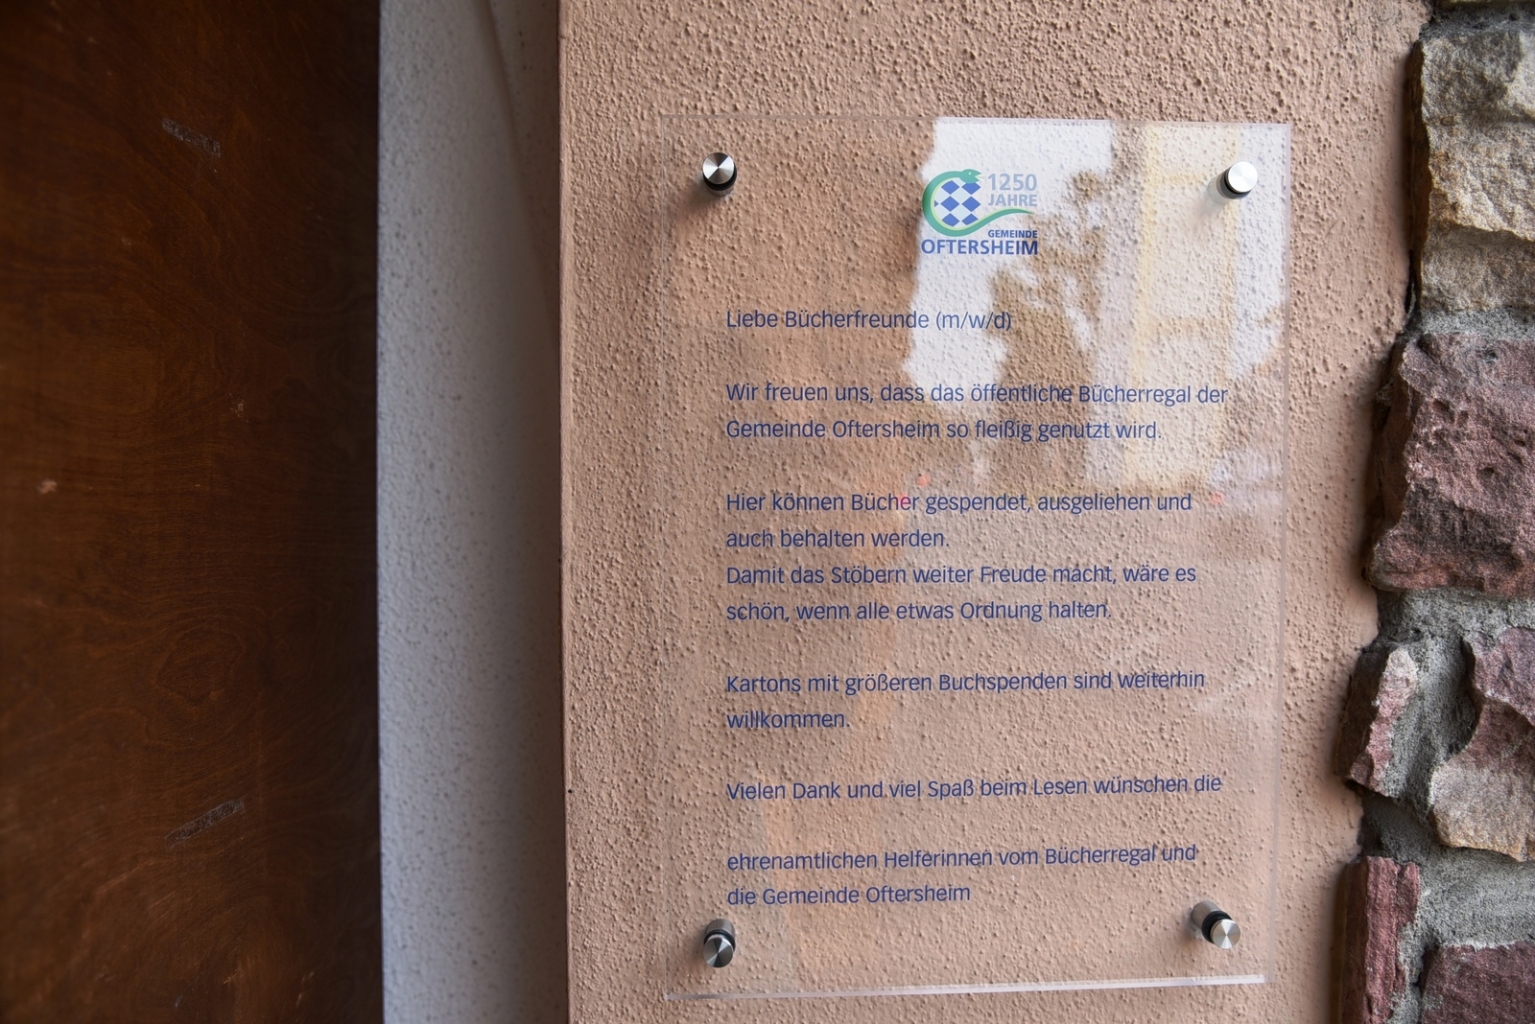 1250
JAHRE
GEMEINDE
OFTERSHEIM
Liebe Bücherfreunde (m/w/d)
Wir freuen uns, dass das öffentliche Bücherregal der
Gemeinde Oftersheim so fleißig genutzt wird.
Hier können Bücher gespendet, ausgeliehen und
auch behalten werden.
Damit das Stöbern weiter Freude macht, wäre es
schön, wenn alle etwas Ordnung halten.
Kartons mit größeren Buchspenden sind weiterhin
willkommen.
Vielen Dank und viel Spaß beim Lesen wünschen die
ehrenamtlichen Helferinnen vom Bücherregal und
die Gemeinde Oftersheim